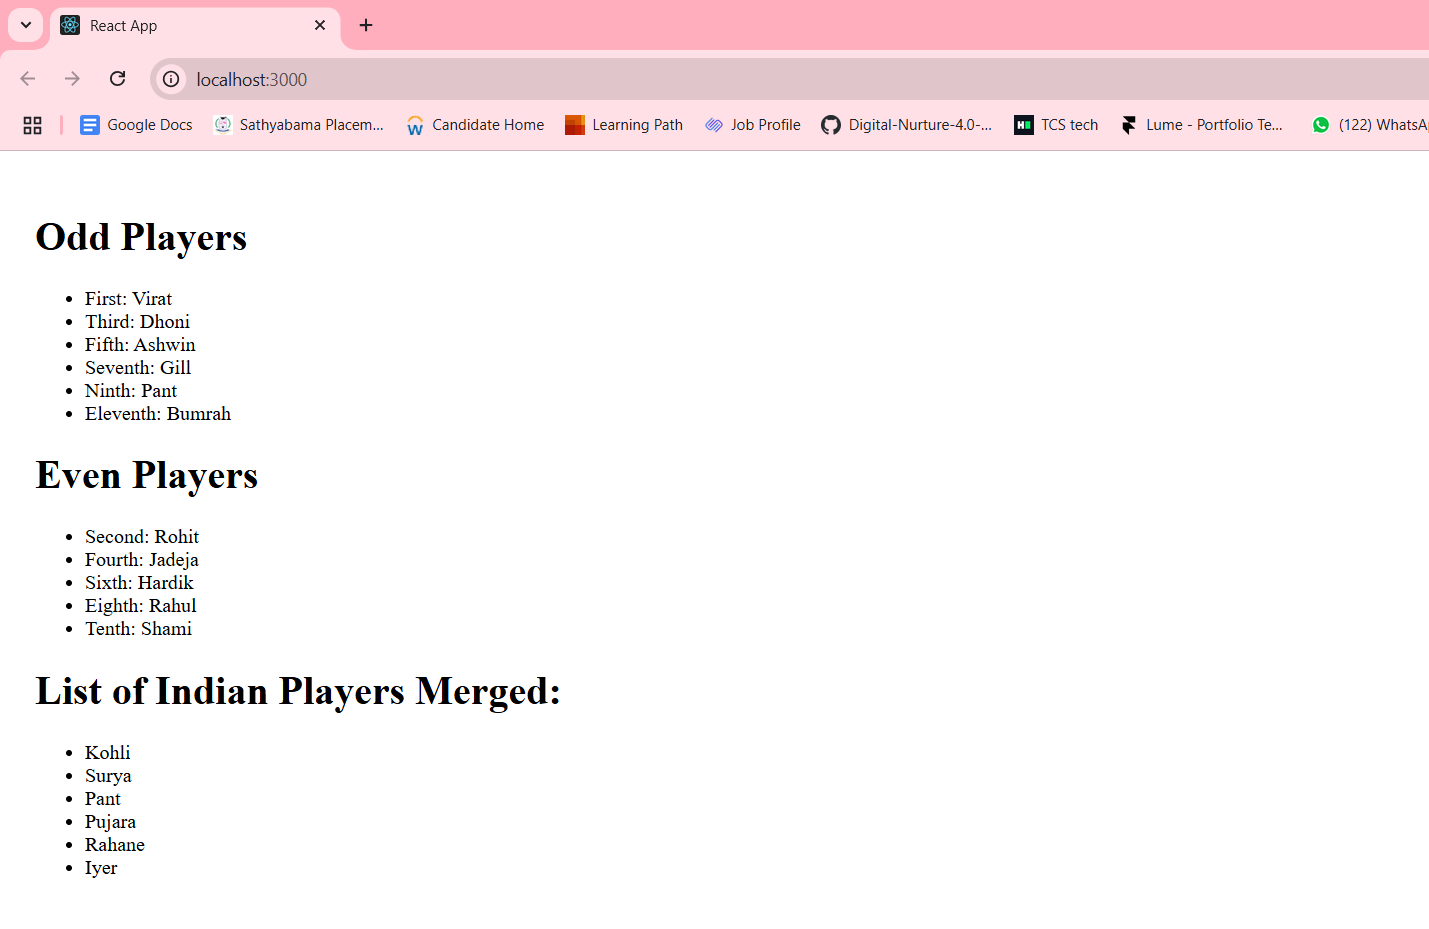 React App
localhost:3000
Google Docs Sathyabama Placem... Candidate Home Learning Path Job Profile Digital-Nurture-4.0-... TCS tech Lume - Portfolio Te... (122) WhatsA
Odd Players
First: Virat
Third: Dhoni
Fifth: Ashwin
Seventh: Gill
Ninth: Pant
Eleventh: Bumrah
Even Players
Second: Rohit
Fourth: Jadeja
Sixth: Hardik
Eighth: Rahul
Tenth: Shami
List of Indian Players Merged:
Kohli
Surya
Pant
Pujara
Rahane
Iyer